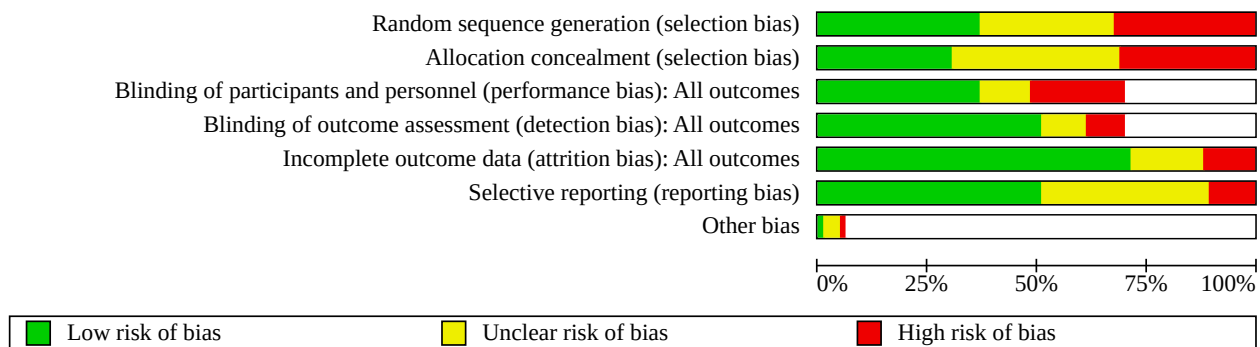 Random sequence generation (selection bias)
Allocation concealment (selection bias)
Blinding of participants and personnel (performance bias): All outcomes
Blinding of outcome assessment (detection bias): All outcomes
Incomplete outcome data (attrition bias): All outcomes
Selective reporting (reporting bias)
Other bias
0% 25% 50% 75% 100%
Low risk of bias Unclear risk of bias High risk of bias